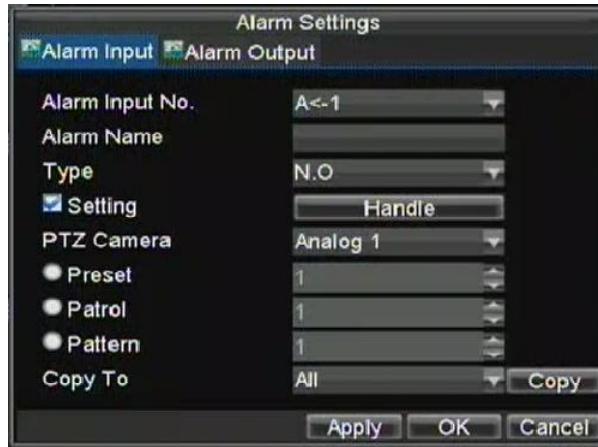 Alarm Settings
Alarm Input Alarm Output
Alarm Input No. A<-1
Alarm Name
Type N.O
Setting Handle
PTZ Camera Analog 1
Preset 1
Patrol 1
Pattern 1
Copy To All Copy
Apply OK Cancel